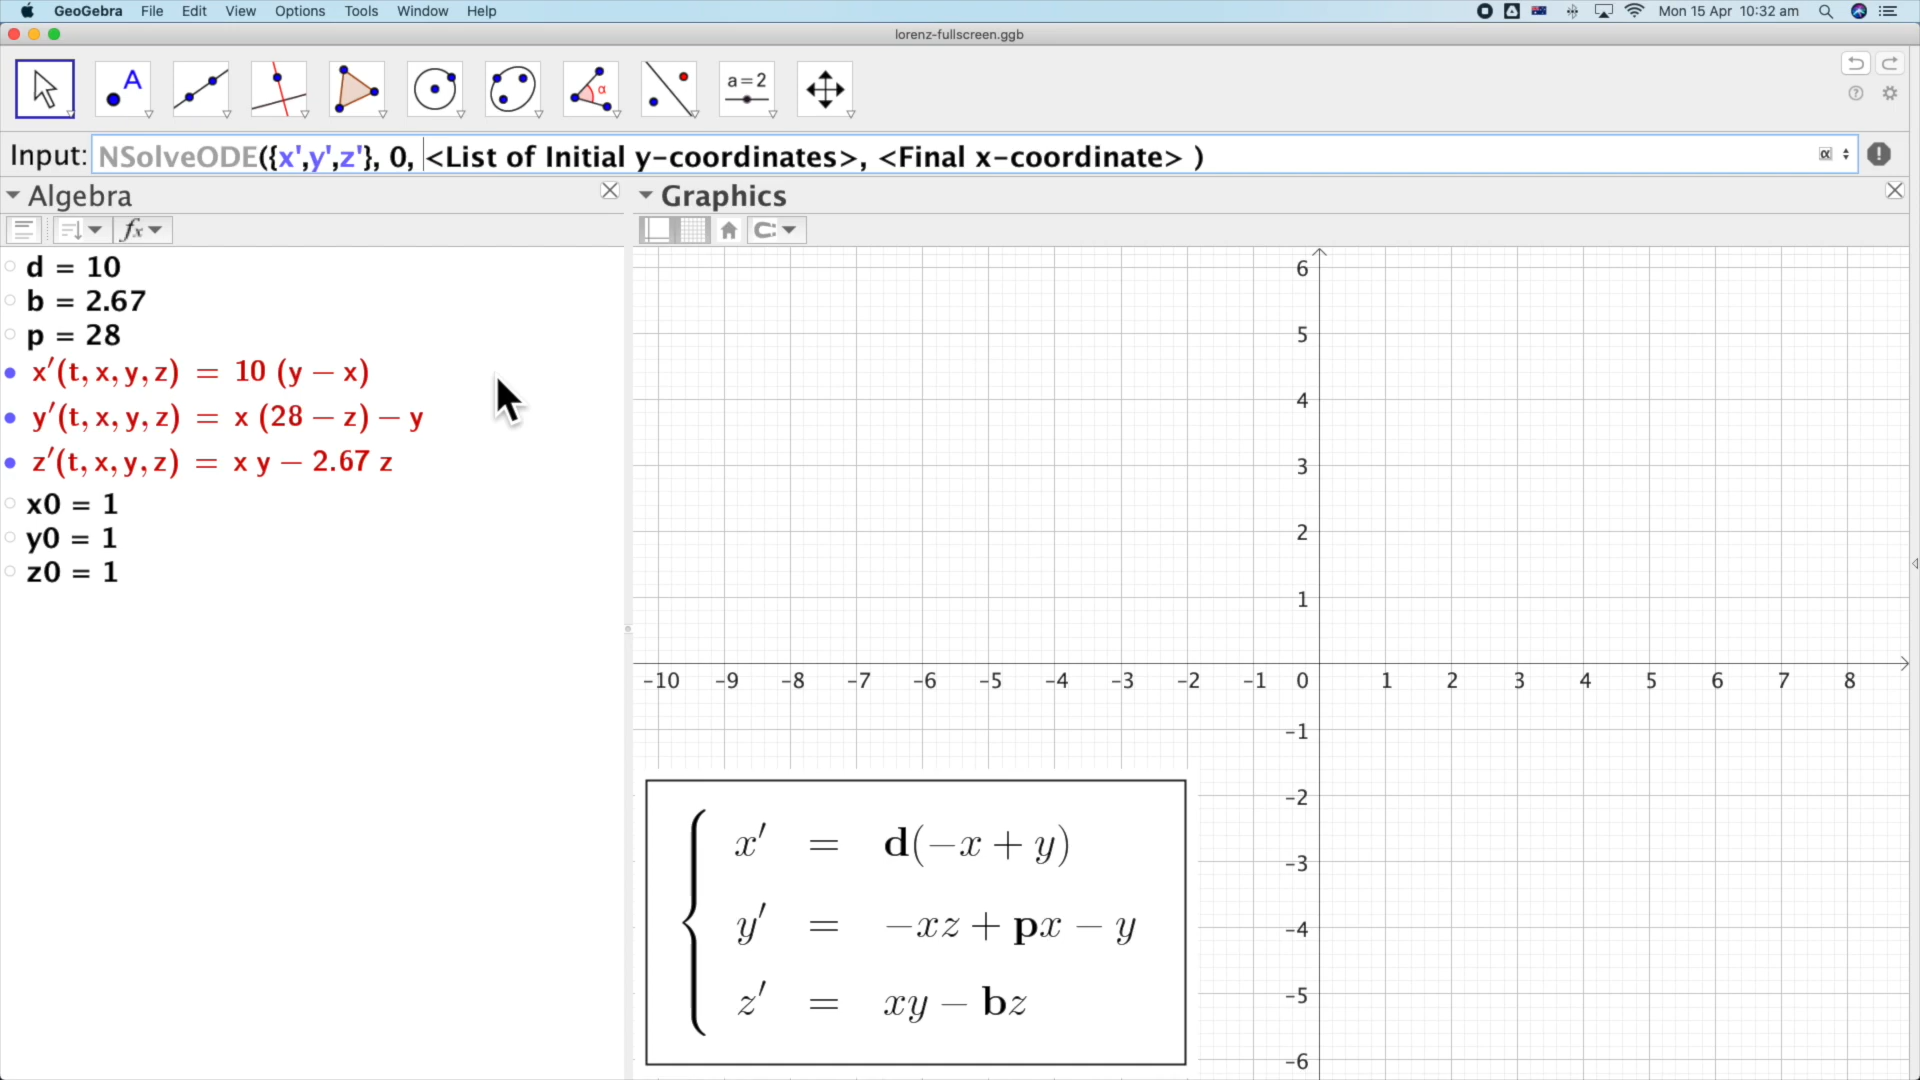 GeoGebra File Edit View Options Tools Window Help Mon 15 Apr 10:32 am
lorenz-fullscreen.ggb
A α a=2
Input: NSolveODE({x',y',z'}, 0, <List of Initial y-coordinates>, <Final x-coordinate> ) α
Algebra
Graphics
fx
d = 10
b = 2.67
p = 28
x′(t, x, y, z) = 10 (y − x)
y′(t, x, y, z) = x (28 − z) − y
z′(t, x, y, z) = x y − 2.67 z
x0 = 1
y0 = 1
z0 = 1
6
5
4
3
2
1
-10 -9 -8 -7 -6 -5 -4 -3 -2 -1 0 1 2 3 4 5 6 7 8
-1
-2
-3
-4
-5
-6
x′ = d(−x + y)
y′ = −xz + px − y
z′ = xy − bz